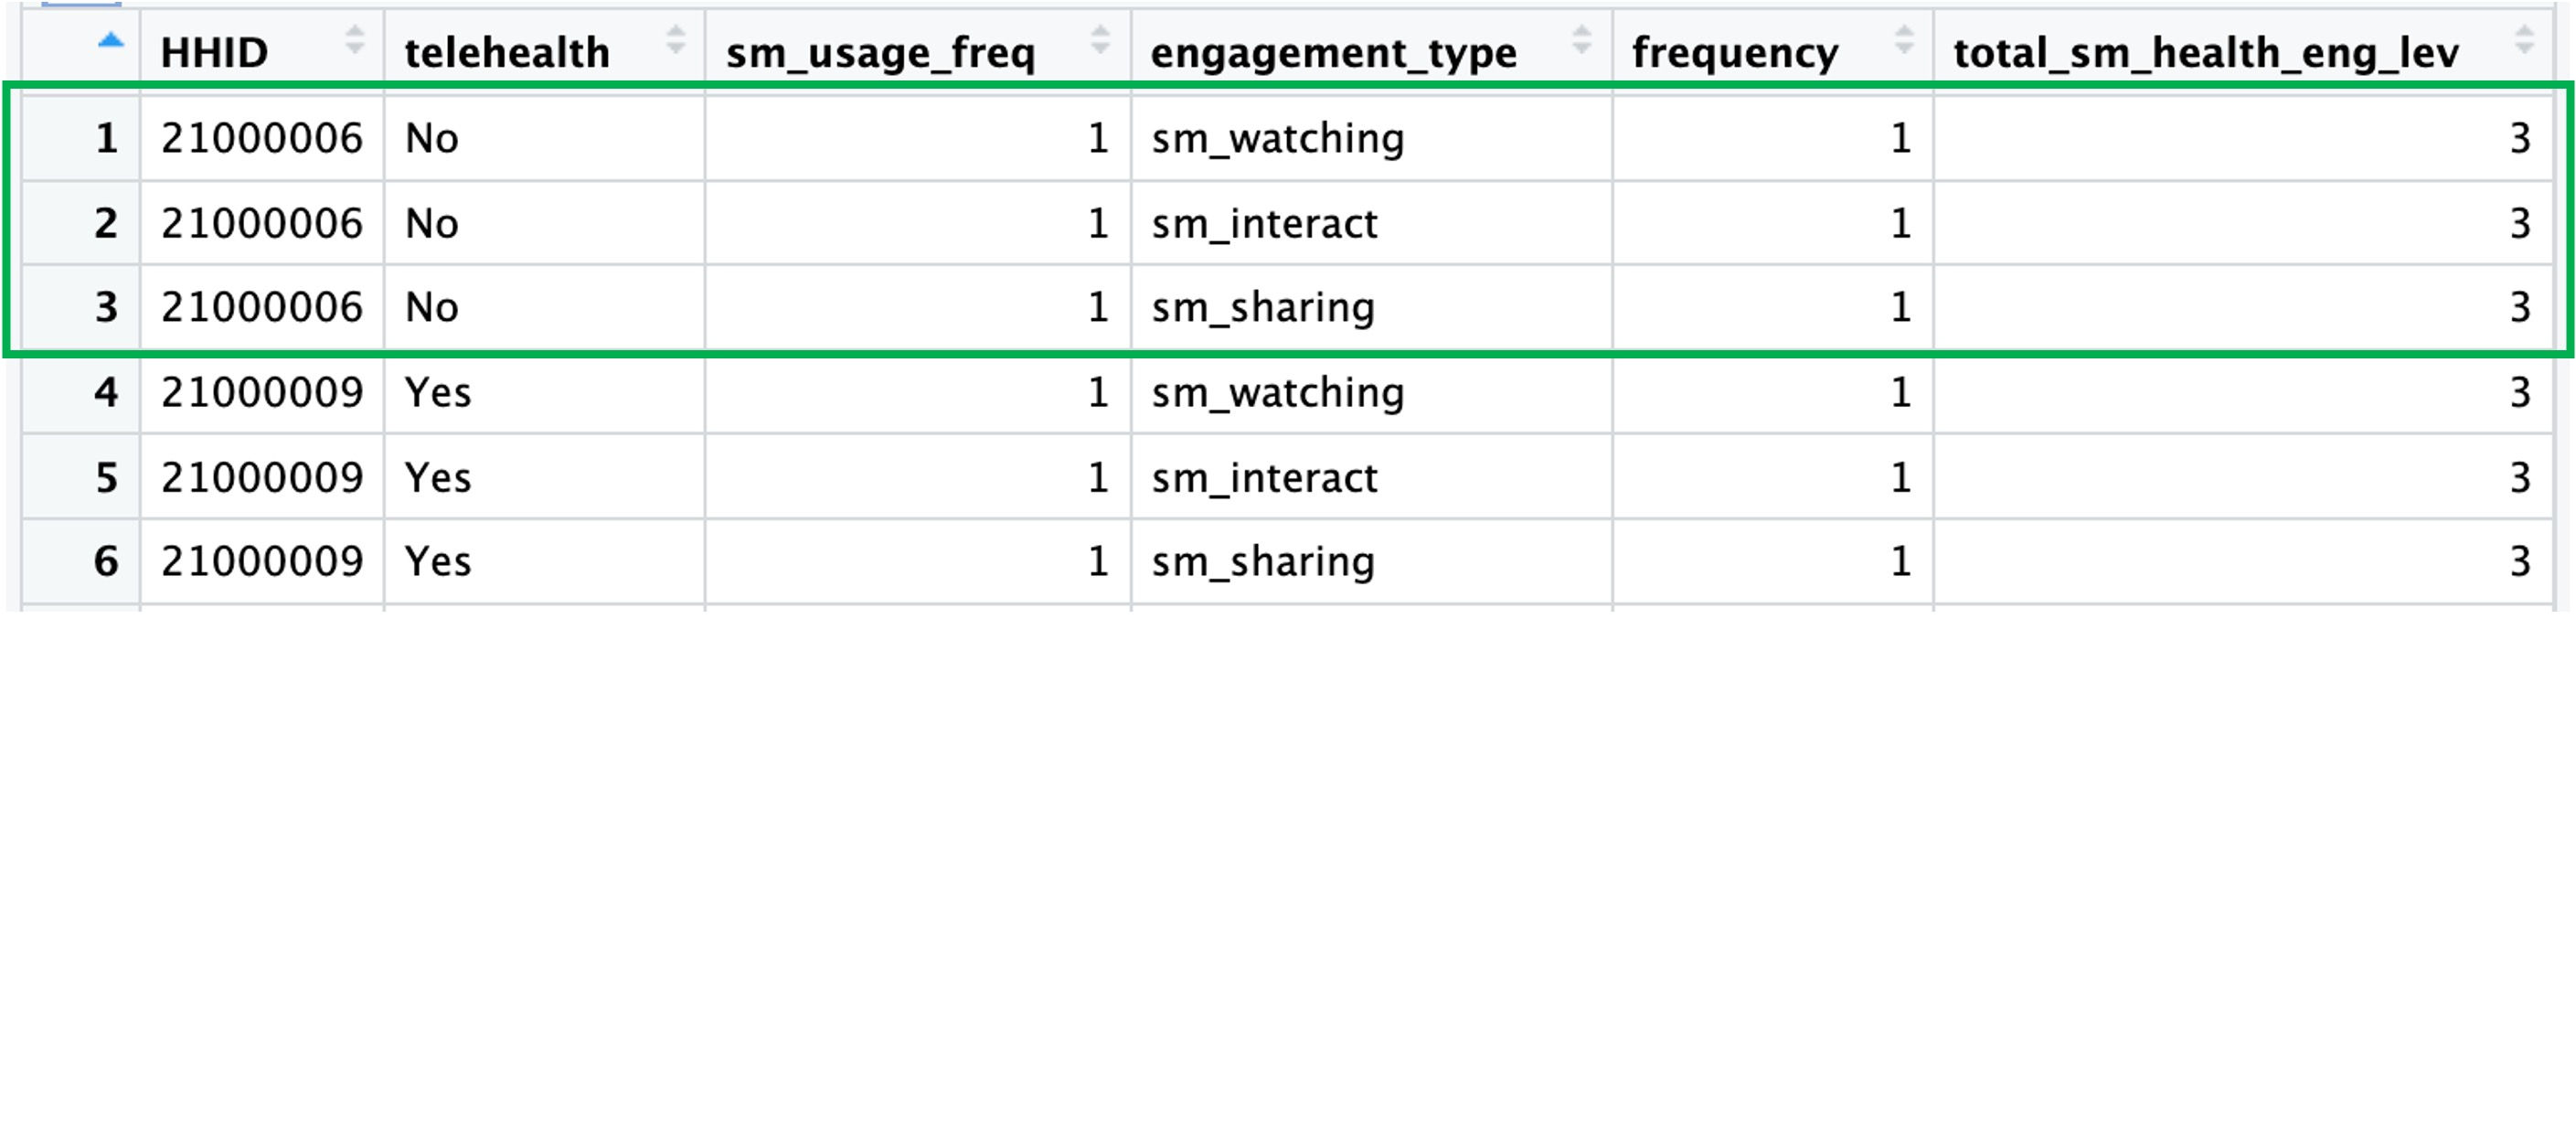 HHID telehealth sm_usage_freq engagement_type frequency total_sm_health_eng_lev
1 21000006 No 1 sm_watching 1 3
2 21000006 No 1 sm_interact 1 3
3 21000006 No 1 sm_sharing 1 3
4 21000009 Yes 1 sm_watching 1 3
5 21000009 Yes 1 sm_interact 1 3
6 21000009 Yes 1 sm_sharing 1 3